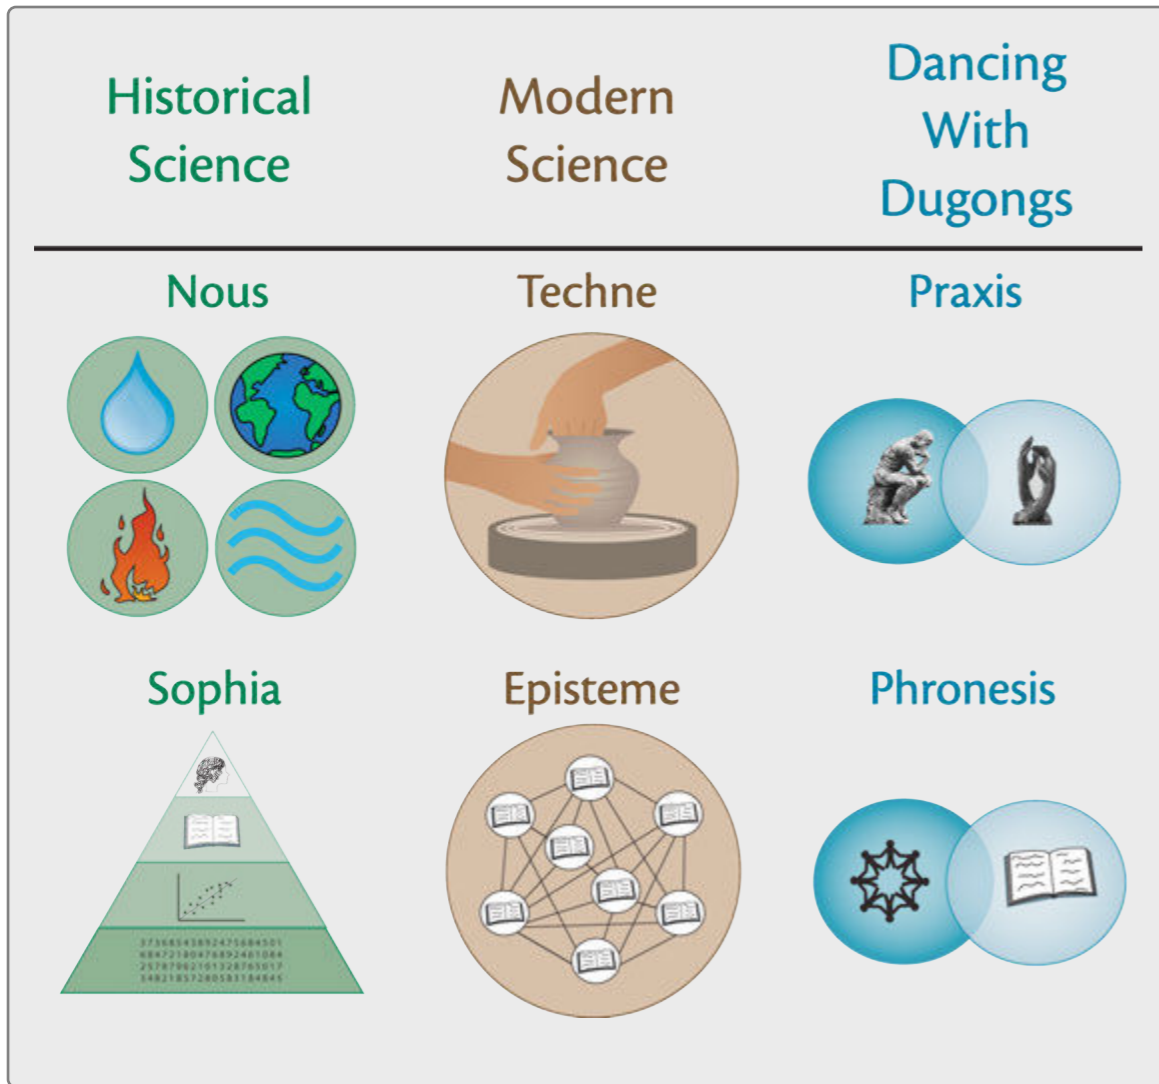 Historical
Science
Modern
Science
Dancing
With
Dugongs
Nous
Techne
Praxis
Sophia
Episteme
Phronesis